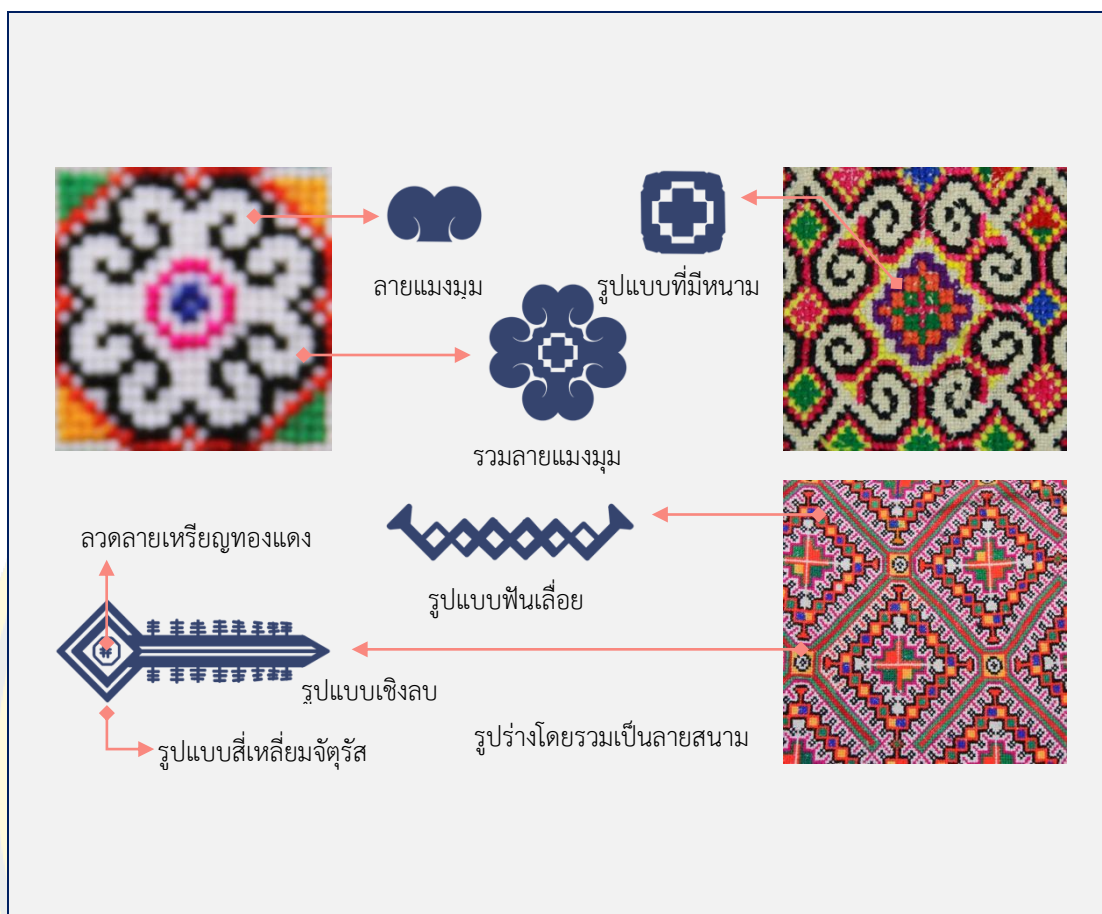 ลายแมงมุม
รูปแบบที่มีหนาม
รวมลายแมงมุม
ลวดลายเหรียญทองแดง
รูปแบบฟันเลื่อย
รูปแบบเชิงลบ
รูปร่างโดยรวมเป็นลายสนาม
รูปแบบสี่เหลี่ยมจัตุรัส